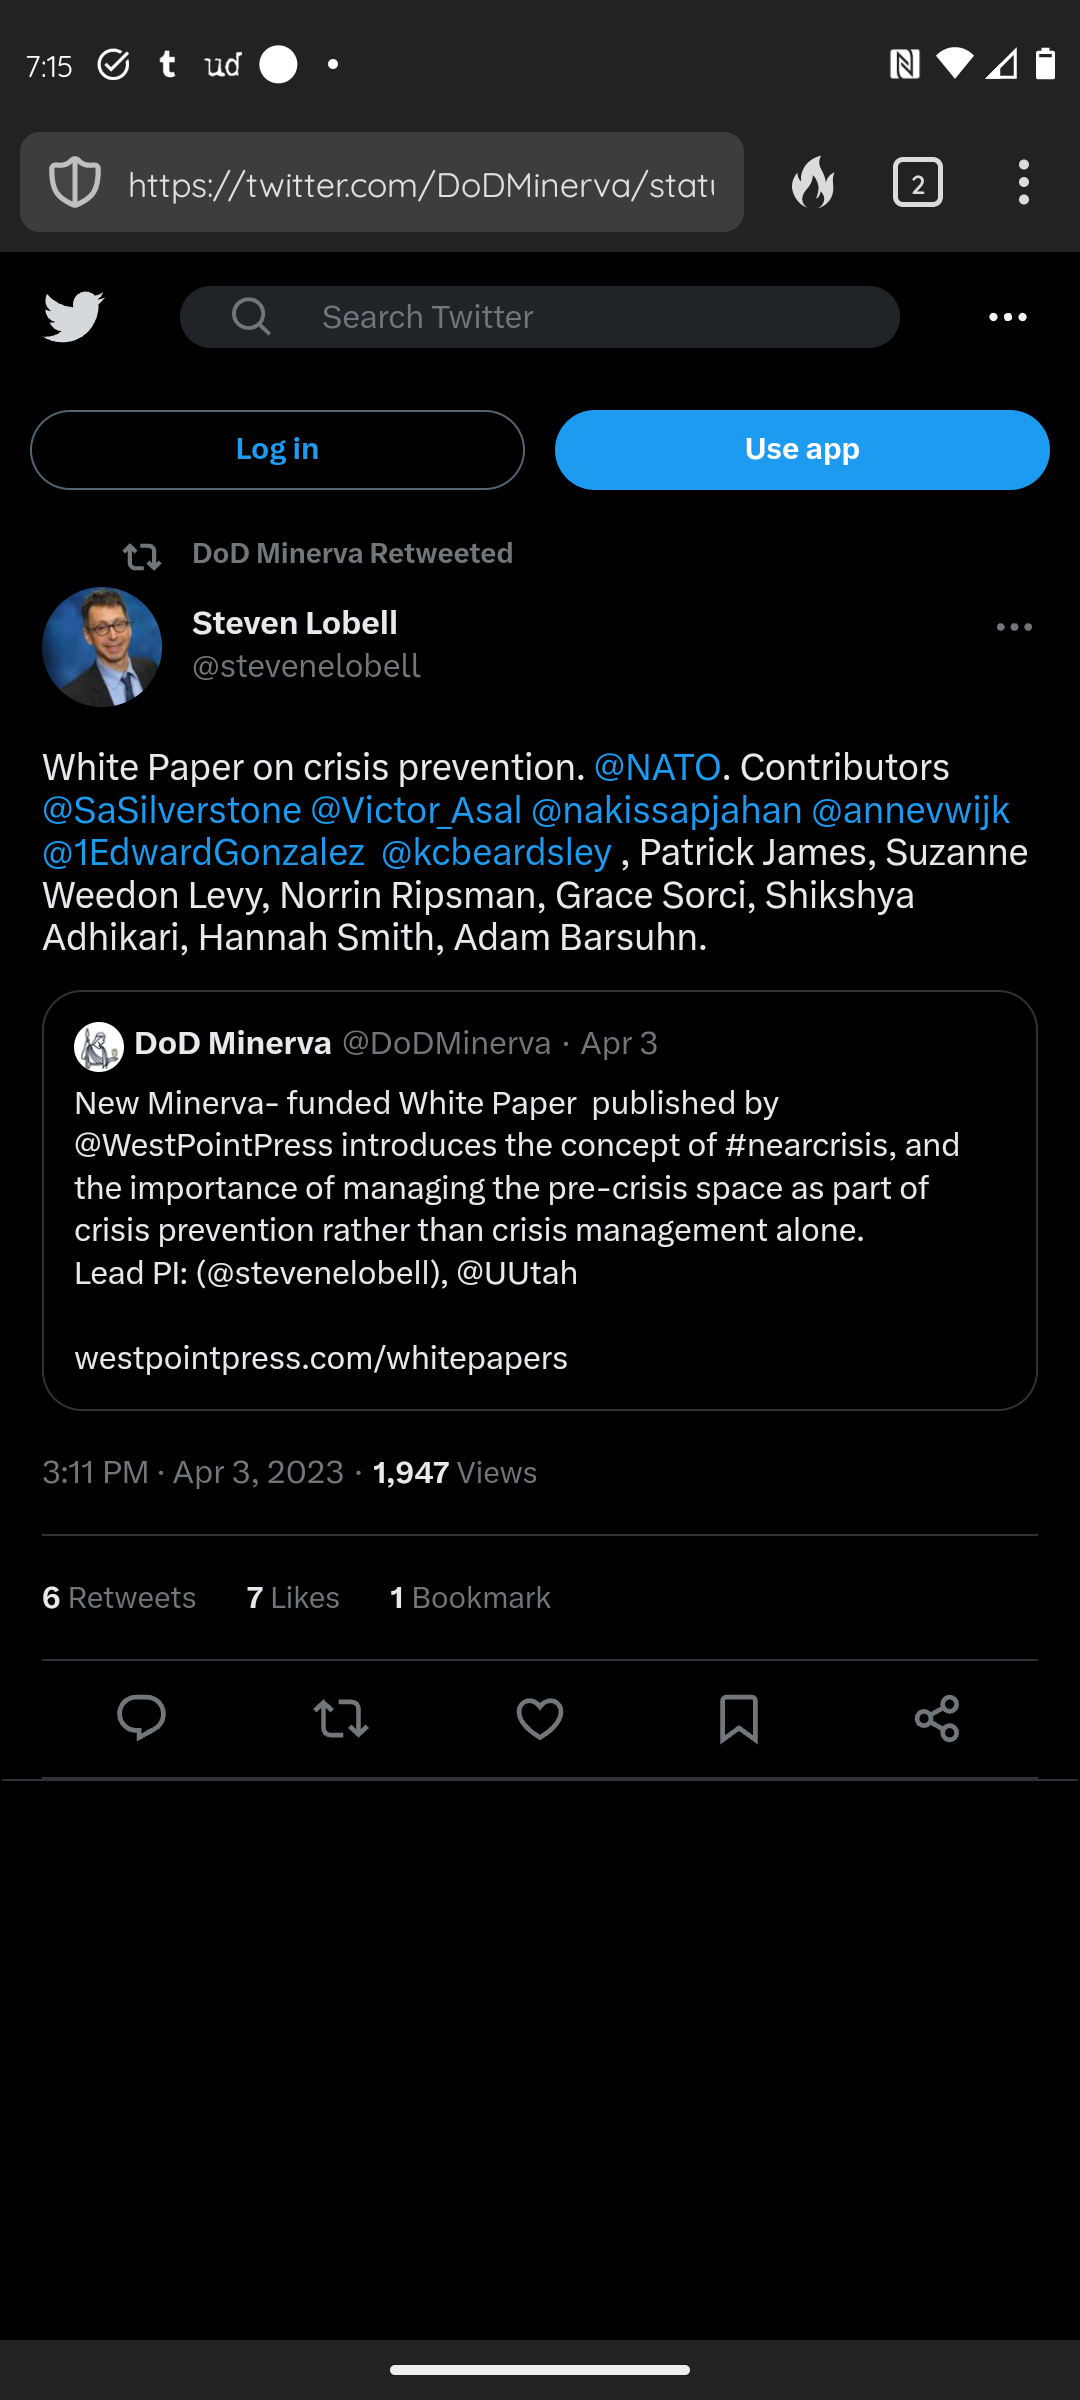 7:15 t ud
https://twitter.com/DoDMinerva/statu
2
Search Twitter
Log in
Use app
DoD Minerva Retweeted
Steven Lobell
@stevenelobell
White Paper on crisis prevention. @NATO. Contributors
@SaSilverstone @Victor_Asal @nakissapjahan @annevwijk
@1EdwardGonzalez @kcbeardsley , Patrick James, Suzanne
Weedon Levy, Norrin Ripsman, Grace Sorci, Shikshya
Adhikari, Hannah Smith, Adam Barsuhn.
DoD Minerva @DoDMinerva · Apr 3
New Minerva- funded White Paper published by
@WestPointPress introduces the concept of #nearcrisis, and
the importance of managing the pre-crisis space as part of
crisis prevention rather than crisis management alone.
Lead PI: (@stevenelobell), @UUtah
westpointpress.com/whitepapers
3:11 PM · Apr 3, 2023 · 1,947 Views
6 Retweets 7 Likes 1 Bookmark